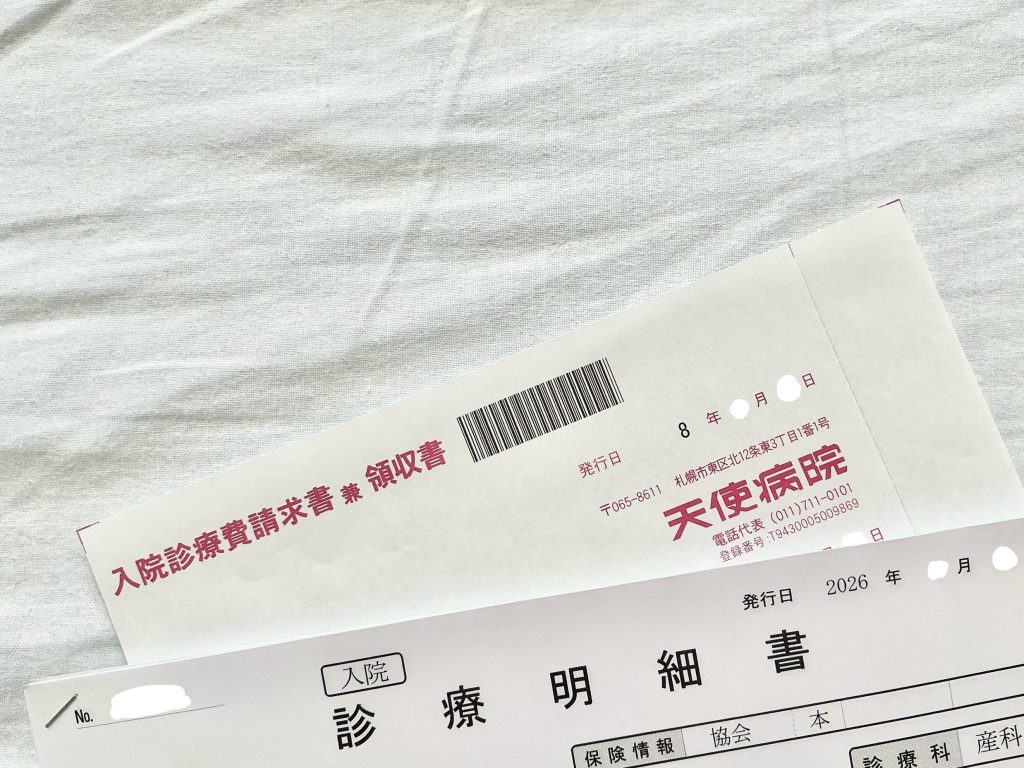 入院診療費請求書 兼 領収書
発行日 8 年 月 日
〒065-8611 札幌市東区北12条東3丁目1番1号
天使病院
電話代表 (011)711-0101
登録番号:T9430005009869
日
発行日 2026 年 月
No.
入院
診療明細書
保険情報 協会 本
診療科 産科